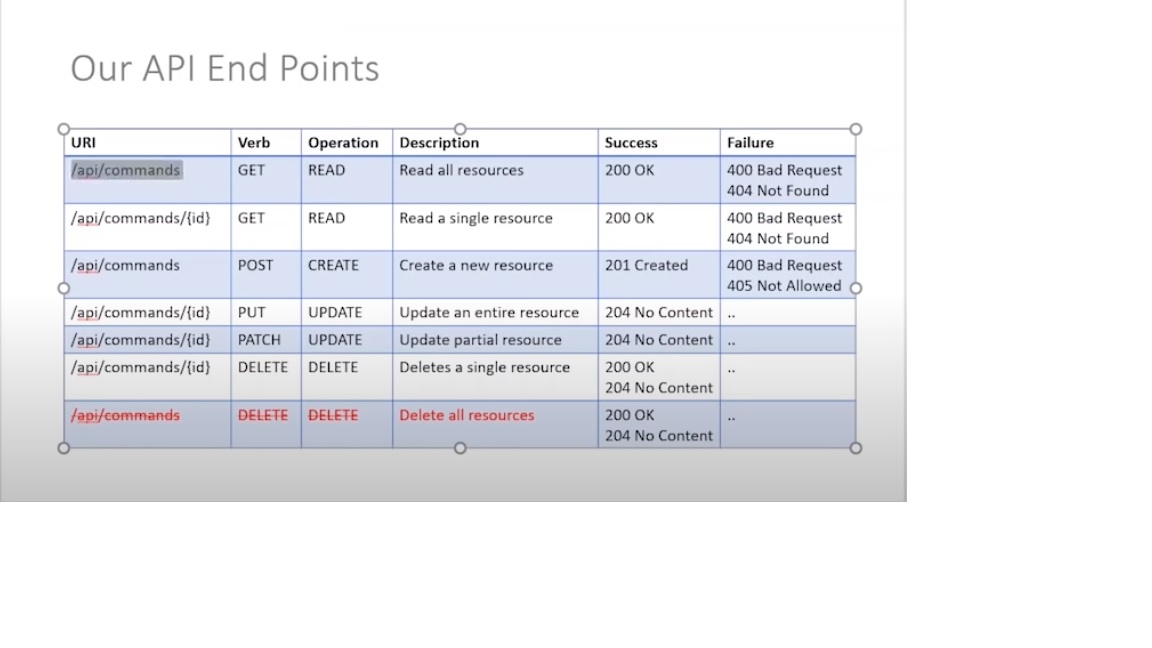 Our API End Points
URI Verb Operation Description Success Failure
/api/commands GET READ Read all resources 200 OK 400 Bad Request
404 Not Found
/api/commands/{id} GET READ Read a single resource 200 OK 400 Bad Request
404 Not Found
/api/commands POST CREATE Create a new resource 201 Created 400 Bad Request
405 Not Allowed
/api/commands/{id} PUT UPDATE Update an entire resource 204 No Content ..
/api/commands/{id} PATCH UPDATE Update partial resource 204 No Content ..
/api/commands/{id} DELETE DELETE Deletes a single resource 200 OK ..
204 No Content
/api/commands DELETE DELETE Delete all resources 200 OK ..
204 No Content